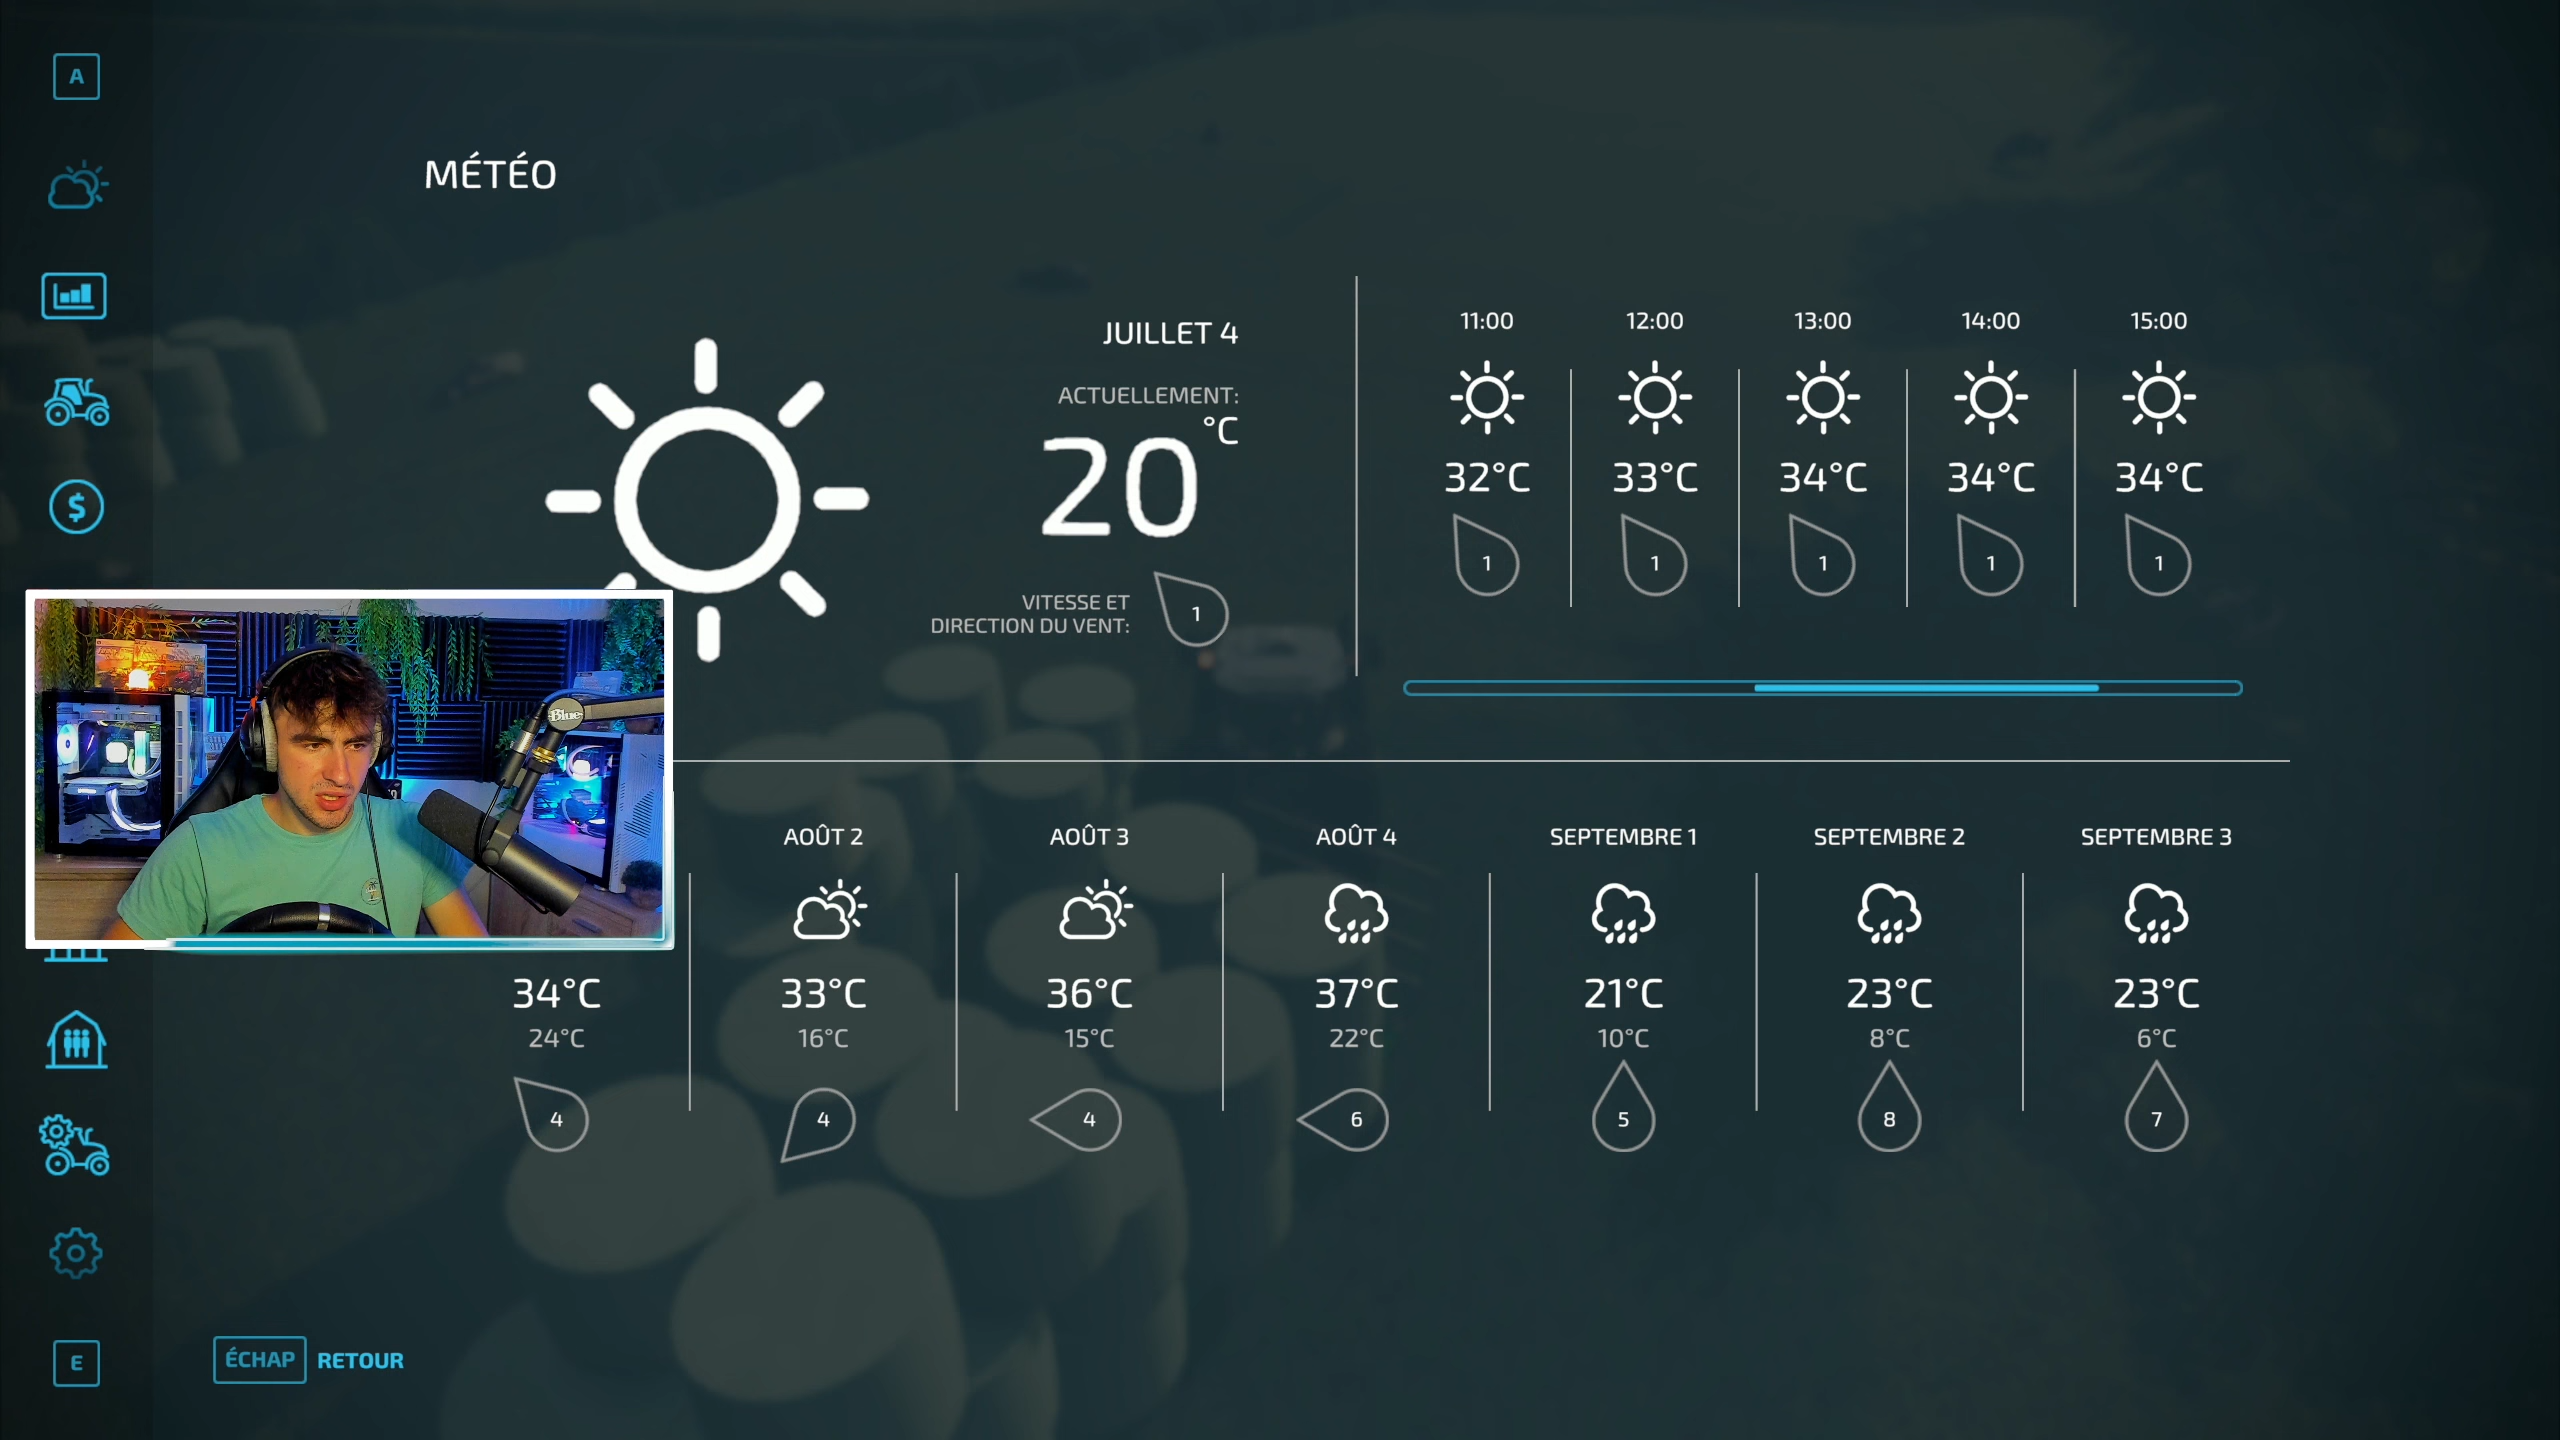 A
MÉTÉO
JUILLET 4
ACTUELLEMENT:
20 °C
VITESSE ET
DIRECTION DU VENT:
1
11:00 12:00 13:00 14:00 15:00
32°C 33°C 34°C 34°C 34°C
1 1 1 1 1
$
Blue
AOÛT 2 AOÛT 3 AOÛT 4 SEPTEMBRE 1 SEPTEMBRE 2 SEPTEMBRE 3
34°C 33°C 36°C 37°C 21°C 23°C 23°C
24°C 16°C 15°C 22°C 10°C 8°C 6°C
4 4 4 6 5 8 7
E
ÉCHAP RETOUR